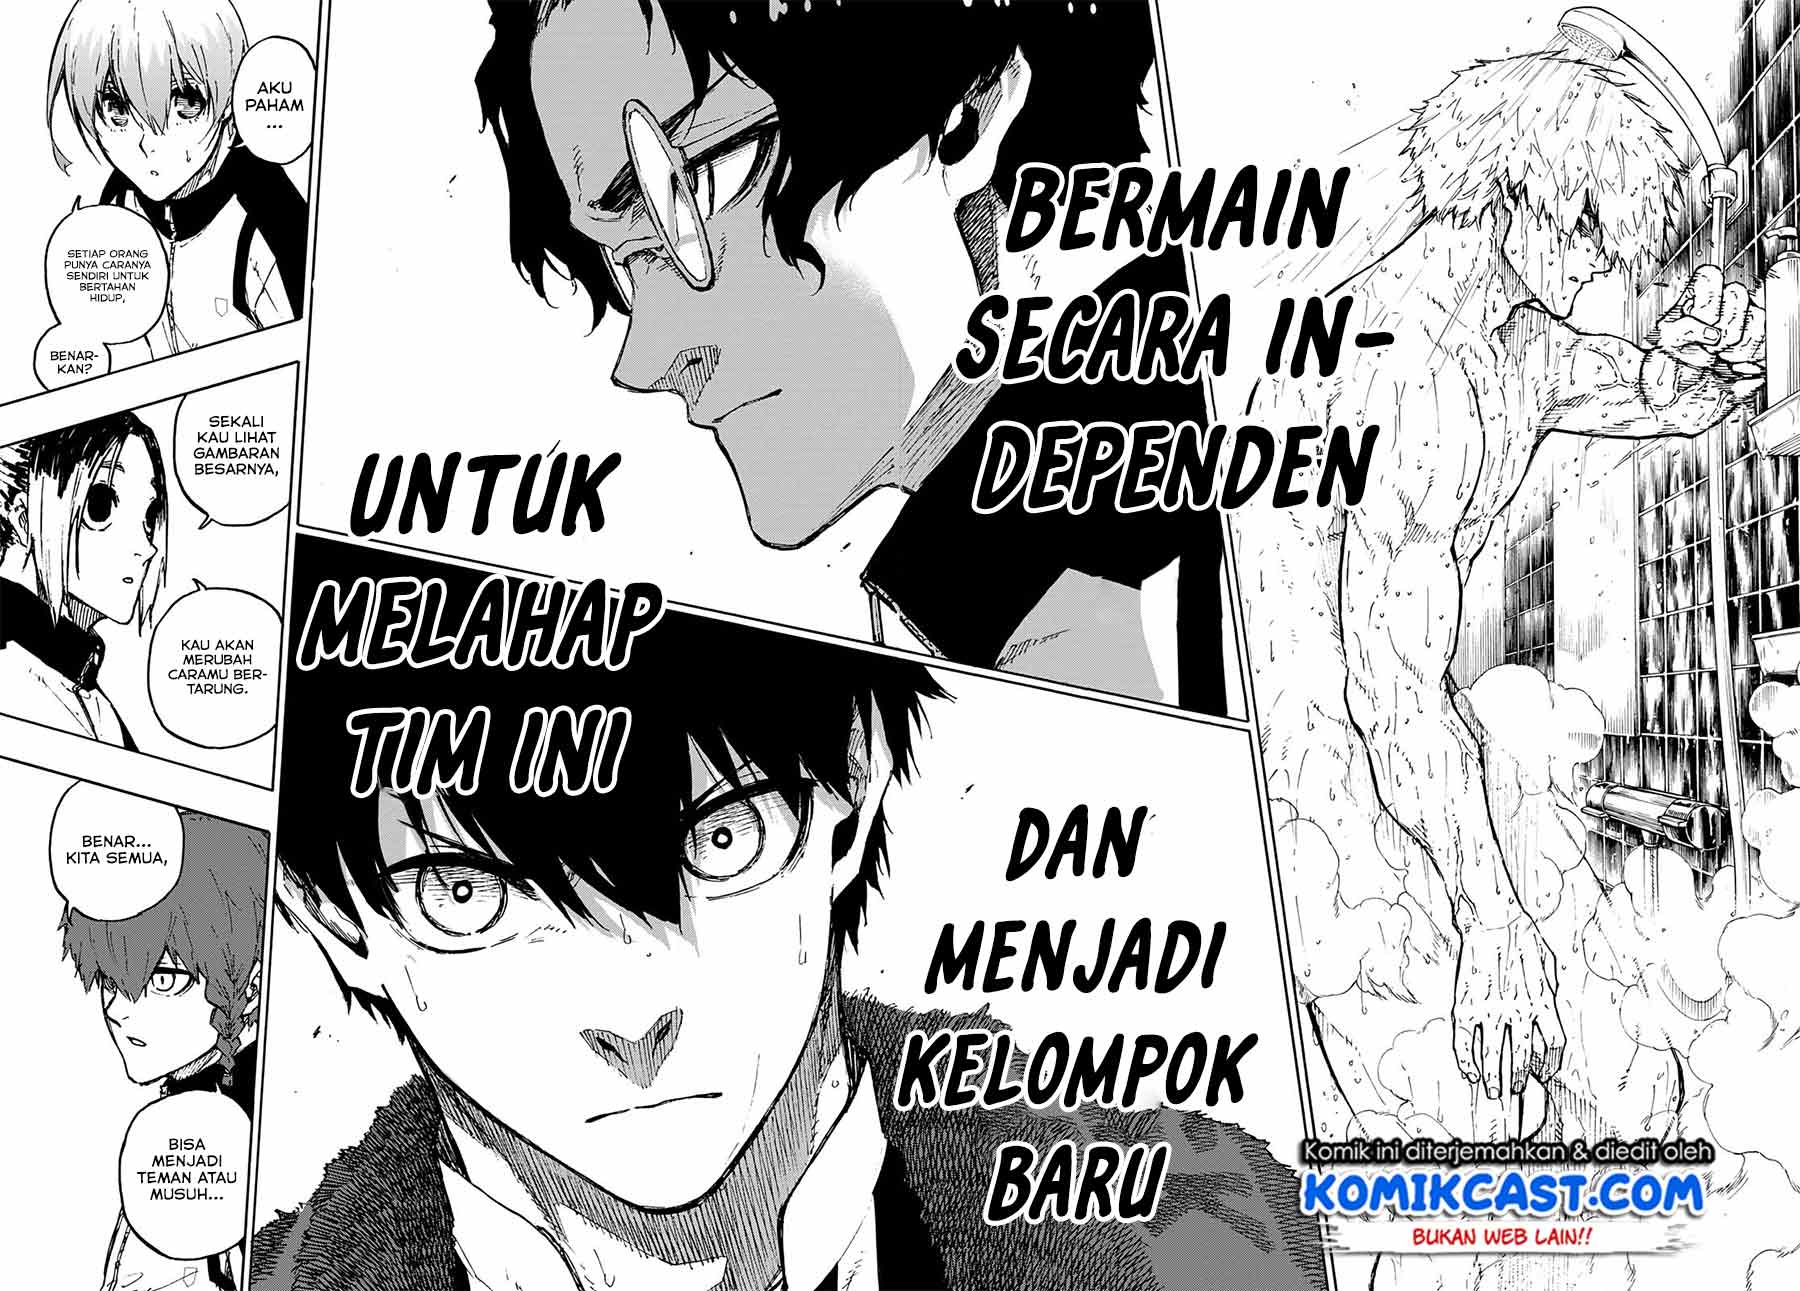 BERMAIN
SECARA IN-
DEPENDEN
UNTUK
MELAHAP
TIM INI
DAN
MENJADI
KELOMPOK
BARU
AKU
PAHAM
...
SETIAP ORANG
PUNYA CARANYA
SENDIRI UNTUK
BERTAHAN
HIDUP,
BENAR-
KAN?
SEKALI
KAU LIHAT
GAMBARAN
BESARNYA,
KAU AKAN
MERUBAH
CARAMU BER-
TARUNG.
BENAR...
KITA SEMUA,
BISA
MENJADI
TEMAN ATAU
MUSUH...
Komik ini diterjemahkan & diedit oleh
KOMIKCAST.COM
BUKAN WEB LAIN!!